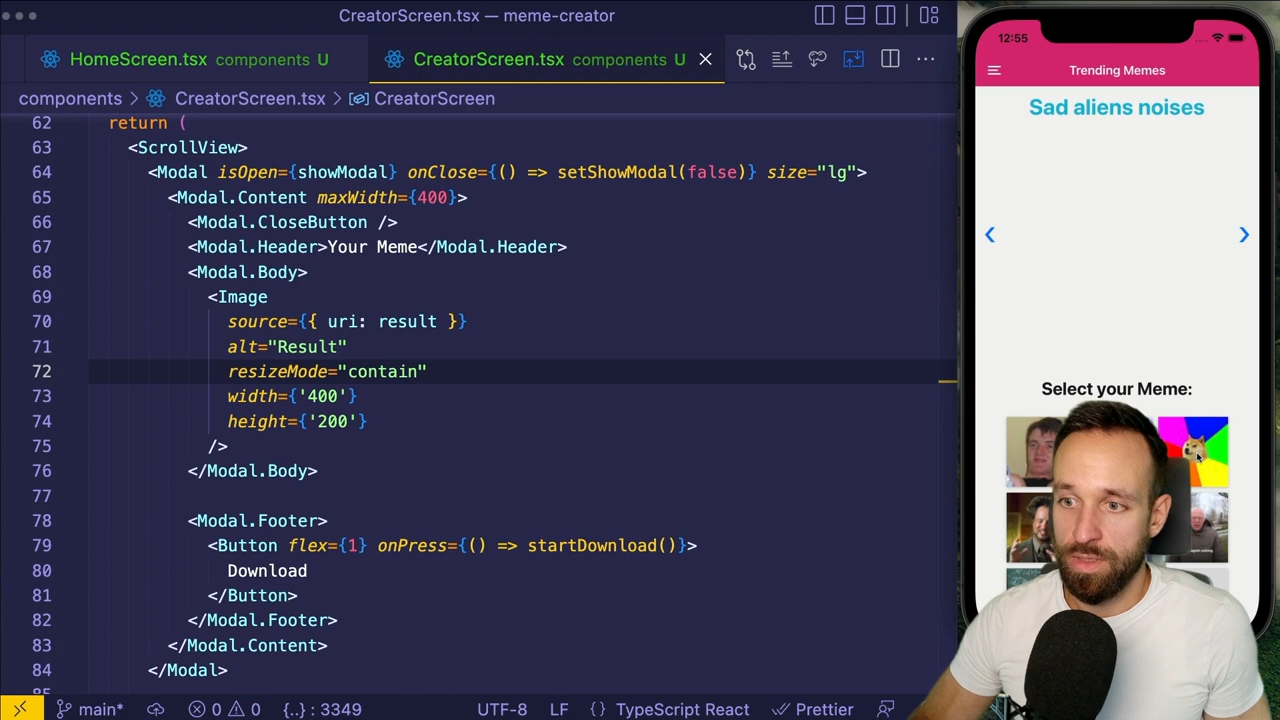 CreatorScreen.tsx — meme-creator
HomeScreen.tsx components U
CreatorScreen.tsx components U
components > CreatorScreen.tsx > CreatorScreen
62 return (
63 <ScrollView>
64 <Modal isOpen={showModal} onClose={() => setShowModal(false)} size="lg">
65 <Modal.Content maxWidth={400}>
66 <Modal.CloseButton />
67 <Modal.Header>Your Meme</Modal.Header>
68 <Modal.Body>
69 <Image
70 source={{ uri: result }}
71 alt="Result"
72 resizeMode="contain"
73 width={'400'}
74 height={'200'}
75 />
76 </Modal.Body>
77
78 <Modal.Footer>
79 <Button flex={1} onPress={() => startDownload()}>
80 Download
81 </Button>
82 </Modal.Footer>
83 </Modal.Content>
84 </Modal>
main* 0 0 {..} : 3349 UTF-8 LF {} TypeScript React Prettier
12:55
Trending Memes
Sad aliens noises
Select your Meme: